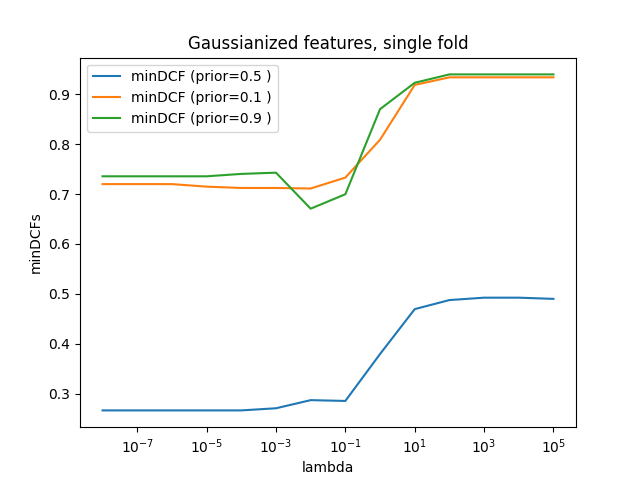 Gaussianized features, single fold
minDCF (prior=0.5 )
minDCF (prior=0.1 )
minDCF (prior=0.9 )
minDCFs
0.9
0.8
0.7
0.6
0.5
0.4
0.3
10⁻⁷ 10⁻⁵ 10⁻³ 10⁻¹ 10¹ 10³ 10⁵
lambda